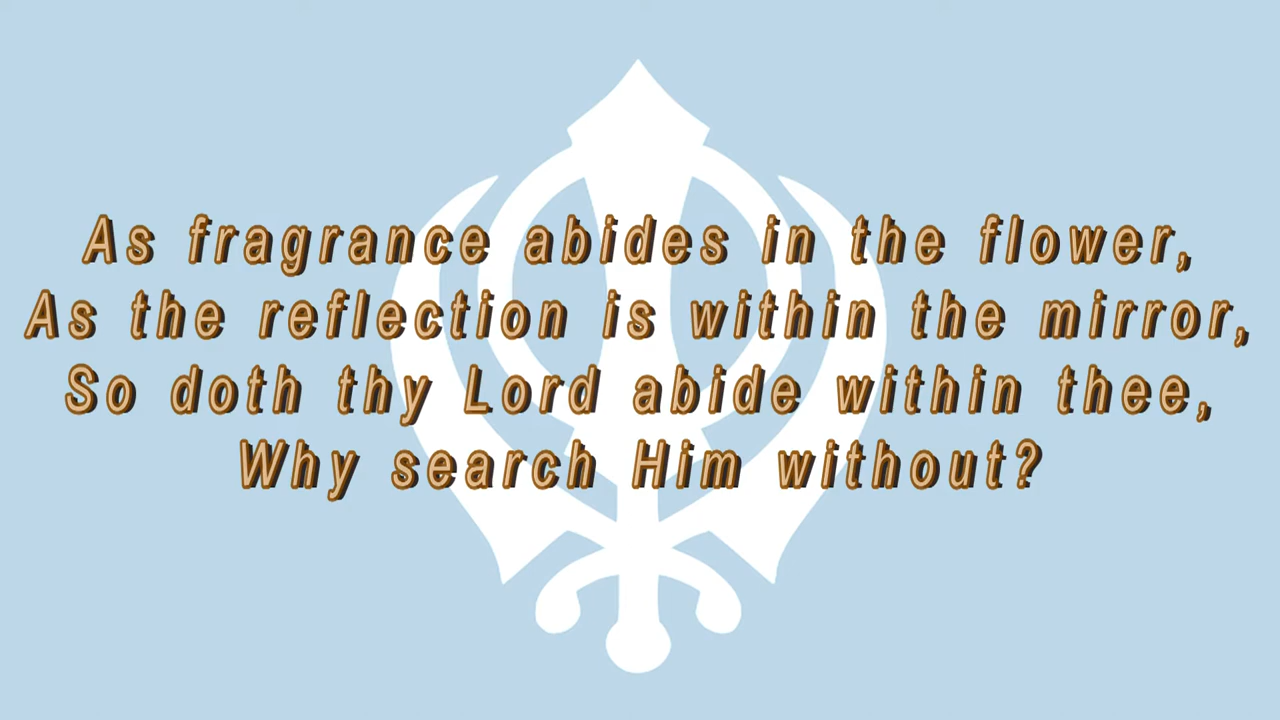 As fragrance abides in the flower,
As the reflection is within the mirror,
So doth thy Lord abide within thee,
Why search Him without?